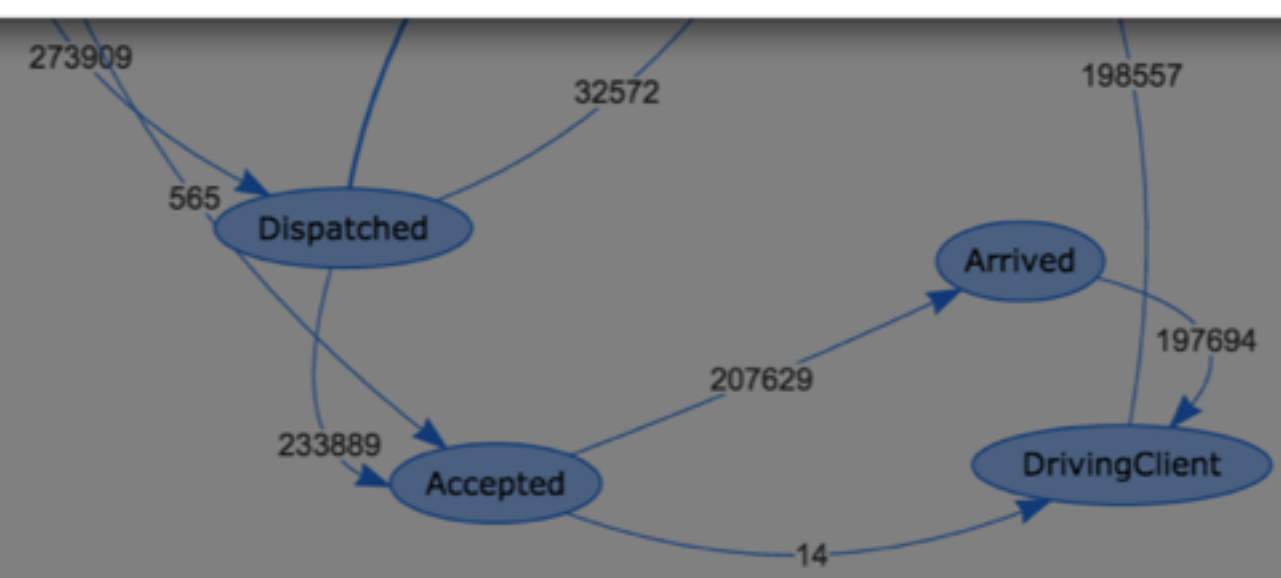 273909
32572
198557
565
Dispatched
Arrived
197694
207629
233889
Accepted
DrivingClient
14